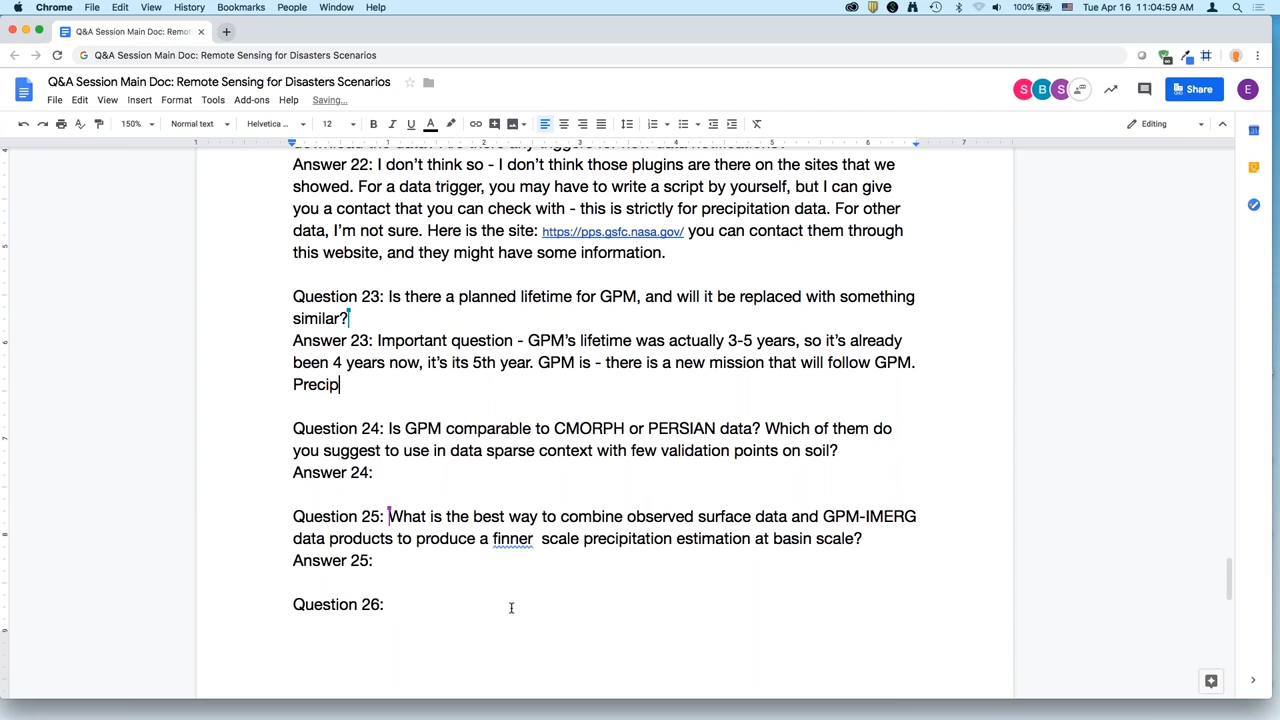 Chrome File Edit View History Bookmarks People Window Help 100% Tue Apr 16 11:04:59 AM
Q&A Session Main Doc: Remot
Q&A Session Main Doc: Remote Sensing for Disasters Scenarios
Q&A Session Main Doc: Remote Sensing for Disasters Scenarios
S B S Share E
File Edit View Insert Format Tools Add-ons Help Saving...
150% Normal text Helvetica ... 12 B I U A Editing
1 1 2 3 4 5 6 7
Answer 22: I don't think so - I don't think those plugins are there on the sites that we
showed. For a data trigger, you may have to write a script by yourself, but I can give
you a contact that you can check with - this is strictly for precipitation data. For other
data, I'm not sure. Here is the site: https://pps.gsfc.nasa.gov/ you can contact them through
this website, and they might have some information.
Question 23: Is there a planned lifetime for GPM, and will it be replaced with something
similar?
Answer 23: Important question - GPM's lifetime was actually 3-5 years, so it's already
been 4 years now, it's its 5th year. GPM is - there is a new mission that will follow GPM.
Precip
Question 24: Is GPM comparable to CMORPH or PERSIAN data? Which of them do
you suggest to use in data sparse context with few validation points on soil?
Answer 24:
Question 25: What is the best way to combine observed surface data and GPM-IMERG
data products to produce a finner scale precipitation estimation at basin scale?
Answer 25:
Question 26: